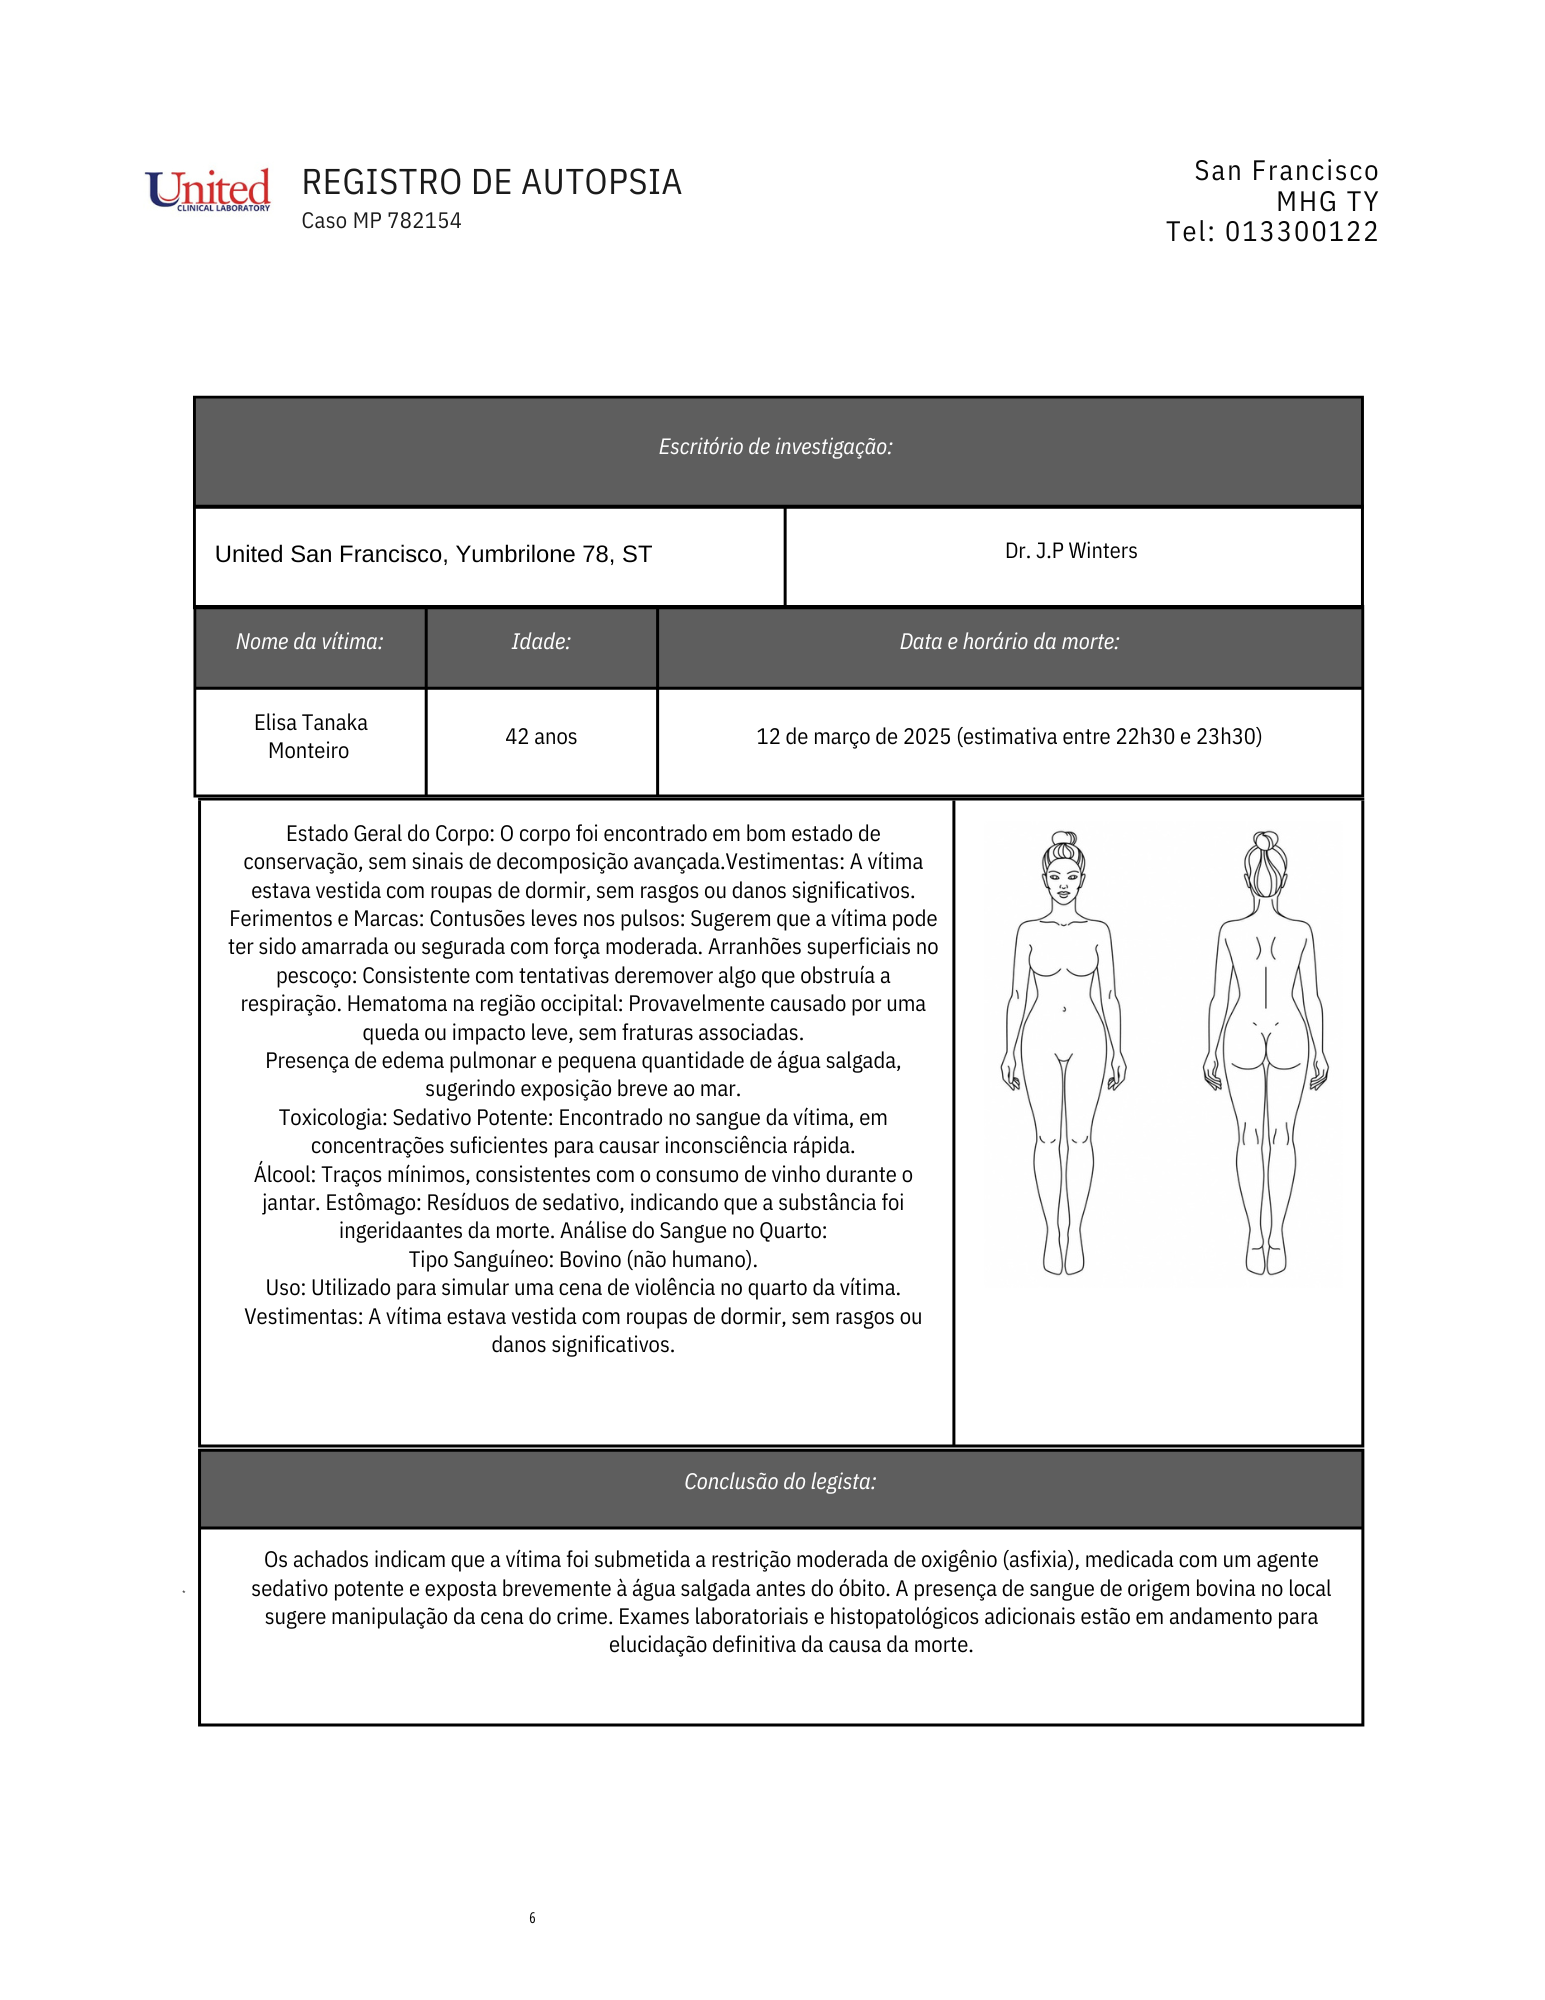 United
CLINICAL LABORATORY
REGISTRO DE AUTOPSIA
Caso MP 782154
San Francisco
MHG TY
Tel: 013300122
Escritório de investigação:
United San Francisco, Yumbrilone 78, ST
Dr. J.P Winters
Nome da vítima:
Idade:
Data e horário da morte:
Elisa Tanaka
Monteiro
42 anos
12 de março de 2025 (estimativa entre 22h30 e 23h30)
Estado Geral do Corpo: O corpo foi encontrado em bom estado de
conservação, sem sinais de decomposição avançada.Vestimentas: A vítima
estava vestida com roupas de dormir, sem rasgos ou danos significativos.
Ferimentos e Marcas: Contusões leves nos pulsos: Sugerem que a vítima pode
ter sido amarrada ou segurada com força moderada. Arranhões superficiais no
pescoço: Consistente com tentativas deremover algo que obstruía a
respiração. Hematoma na região occipital: Provavelmente causado por uma
queda ou impacto leve, sem fraturas associadas.
Presença de edema pulmonar e pequena quantidade de água salgada,
sugerindo exposição breve ao mar.
Toxicologia: Sedativo Potente: Encontrado no sangue da vítima, em
concentrações suficientes para causar inconsciência rápida.
Álcool: Traços mínimos, consistentes com o consumo de vinho durante o
jantar. Estômago: Resíduos de sedativo, indicando que a substância foi
ingeridaantes da morte. Análise do Sangue no Quarto:
Tipo Sanguíneo: Bovino (não humano).
Uso: Utilizado para simular uma cena de violência no quarto da vítima.
Vestimentas: A vítima estava vestida com roupas de dormir, sem rasgos ou
danos significativos.
Conclusão do legista:
Os achados indicam que a vítima foi submetida a restrição moderada de oxigênio (asfixia), medicada com um agente
sedativo potente e exposta brevemente à água salgada antes do óbito. A presença de sangue de origem bovina no local
sugere manipulação da cena do crime. Exames laboratoriais e histopatológicos adicionais estão em andamento para
elucidação definitiva da causa da morte.
6